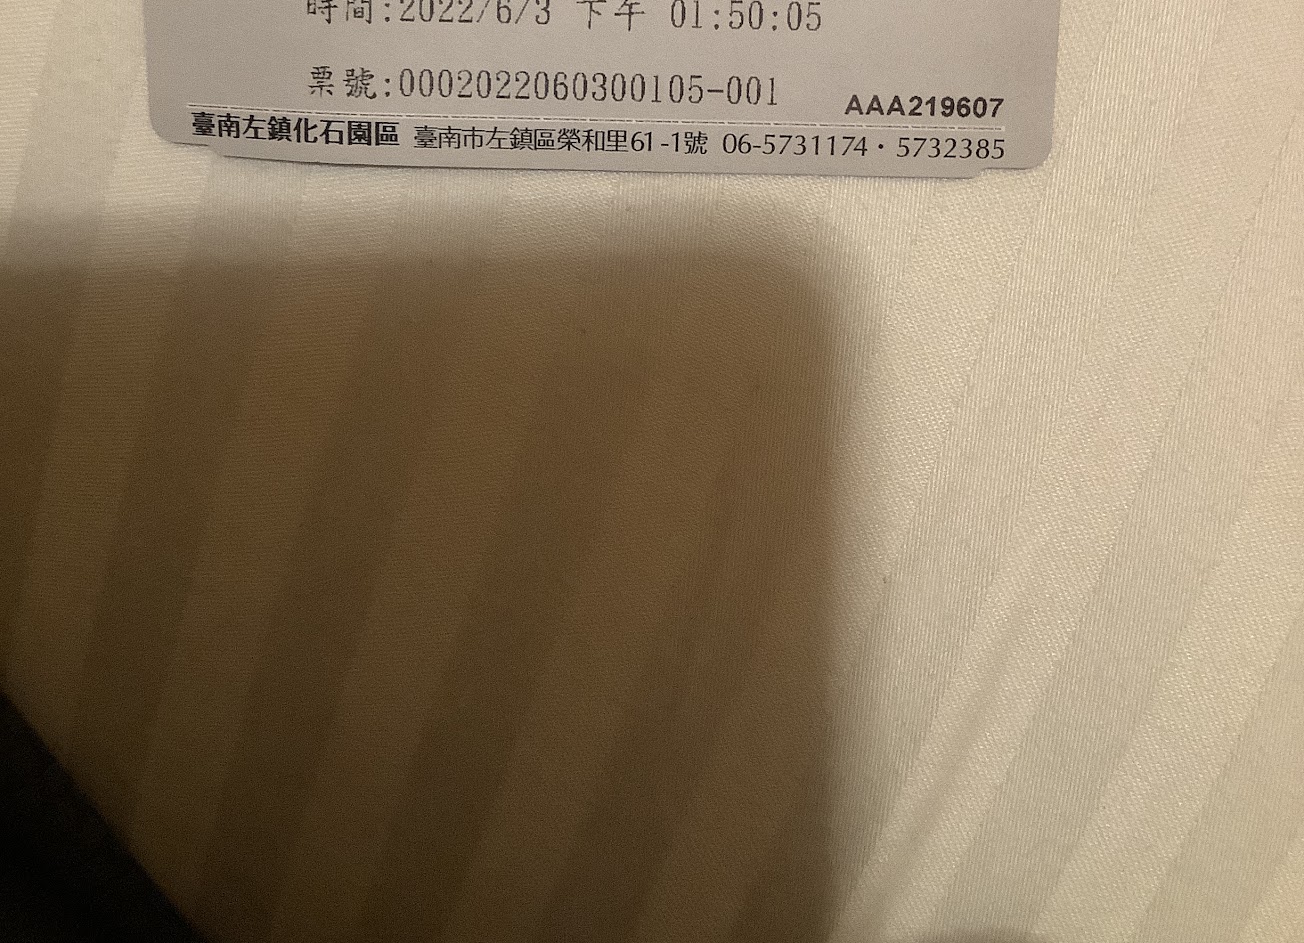 時間:2022/6/3 下午 01:50:05
票號:0002022060300105-001
AAA219607
臺南左鎮化石園區 臺南市左鎮區榮和里61-1號 06-5731174·5732385